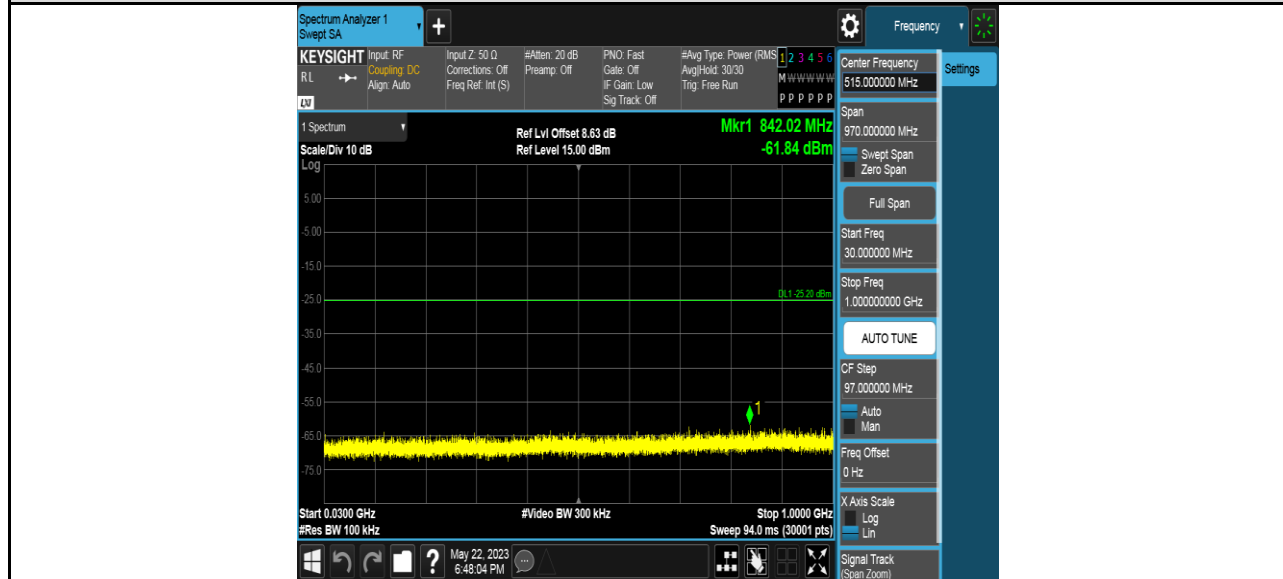 Spectrum Analyzer 1
Swept SA
+
Frequency
KEYSIGHT
RL
LXI
Input: RF
Coupling: DC
Align: Auto
Input Z: 50 Ω
Corrections: Off
Freq Ref: Int (S)
#Atten: 20 dB
Preamp: Off
PNO: Fast
Gate: Off
IF Gain: Low
Sig Track: Off
#Avg Type: Power (RMS
Avg|Hold: 30/30
Trig: Free Run
1 2 3 4 5 6
M W W W W W
P P P P P P
1 Spectrum
Scale/Div 10 dB
Log
Ref Lvl Offset 8.63 dB
Ref Level 15.00 dBm
Mkr1 842.02 MHz
-61.84 dBm
5.00
-5.00
-15.0
-25.0
-35.0
-45.0
-55.0
-65.0
-75.0
DL1 -25.20 dBm
1
Start 0.0300 GHz
#Res BW 100 kHz
#Video BW 300 kHz
Stop 1.0000 GHz
Sweep 94.0 ms (30001 pts)
?
May 22, 2023
6:48:04 PM
Center Frequency
515.000000 MHz
Settings
Span
970.000000 MHz
Swept Span
Zero Span
Full Span
Start Freq
30.000000 MHz
Stop Freq
1.000000000 GHz
AUTO TUNE
CF Step
97.000000 MHz
Auto
Man
Freq Offset
0 Hz
X Axis Scale
Log
Lin
Signal Track
(Span Zoom)